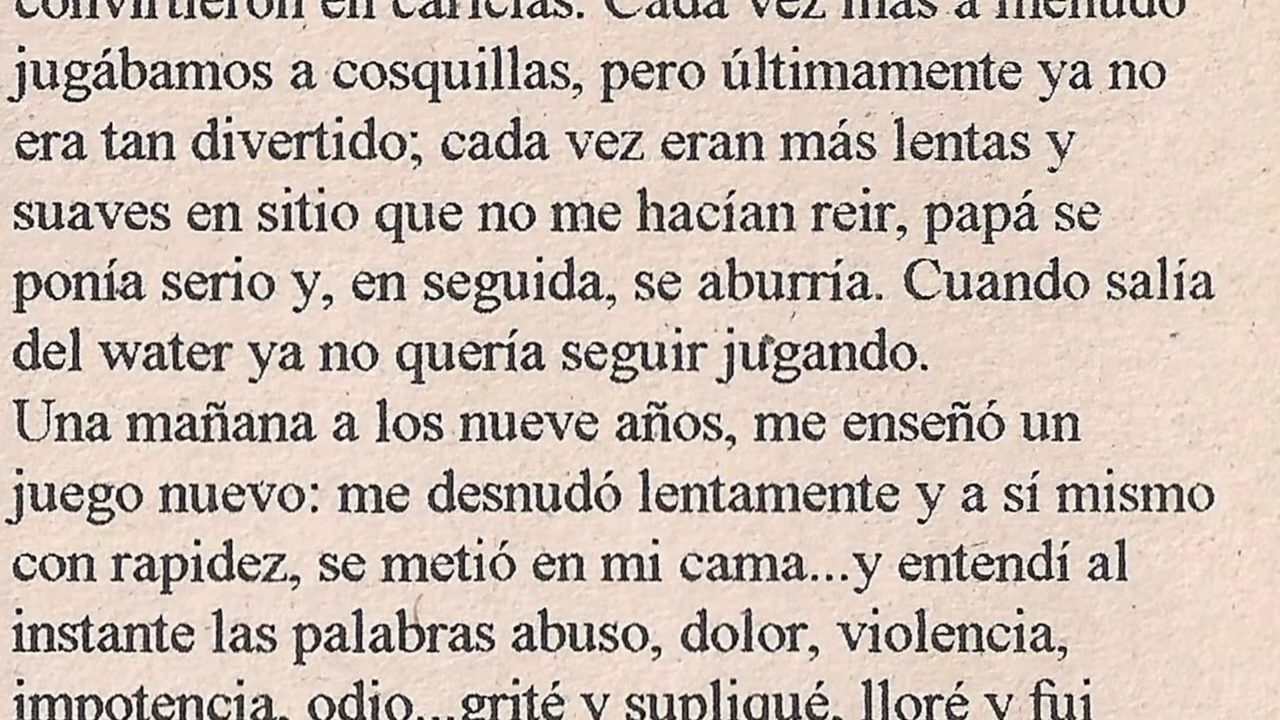 convirtieron en caricias. Cada vez más a menudo
jugábamos a cosquillas, pero últimamente ya no
era tan divertido; cada vez eran más lentas y
suaves en sitio que no me hacían reir, papá se
ponía serio y, en seguida, se aburría. Cuando salía
del water ya no quería seguir jugando.
Una mañana a los nueve años, me enseñó un
juego nuevo: me desnudó lentamente y a sí mismo
con rapidez, se metió en mi cama...y entendí al
instante las palabras abuso, dolor, violencia,
impotencia, odio...grité y supliqué, lloré y fui